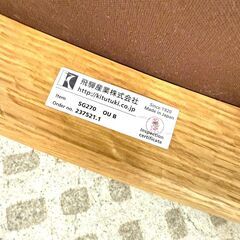 飛騨産業株式会社
http://kitutuki.co.jp
Since 1920
Made in Japan
Item SG270 OU B
Order no. 237521.1
Inspection
certificate